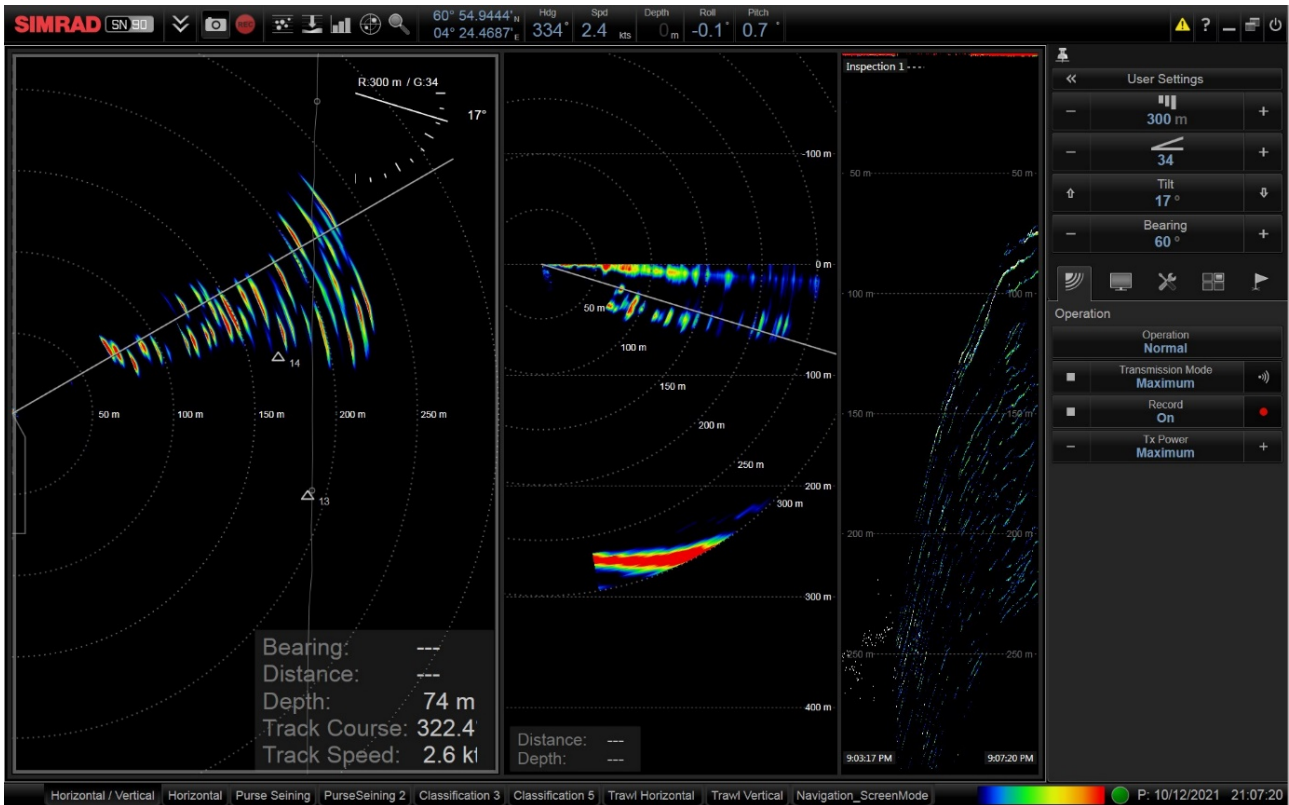 SIMRAD SN 90
REC
60° 54.9444' N
04° 24.4687' E
Hdg
334°
Spd
2.4 kts
Depth
0 m
Roll
-0.1°
Pitch
0.7 °
?
R:300 m / G:34
17°
14
13
50 m
100 m
150 m
200 m
250 m
Bearing: ---
Distance: ---
Depth: 74 m
Track Course: 322.4°
Track Speed: 2.6 kt
-100 m
0 m
100 m
200 m
300 m
400 m
50 m
100 m
150 m
200 m
250 m
300 m
Distance: ---
Depth: ---
Inspection 1
50 m
50 m
100 m
100 m
150 m
150 m
200 m
200 m
250 m
250 m
9:03:17 PM
9:07:20 PM
User Settings
300 m
34
Tilt
17 °
Bearing
60 °
Operation
Operation
Normal
Transmission Mode
Maximum
Record
On
Tx Power
Maximum
Horizontal / Vertical
Horizontal
Purse Seining
PurseSeining 2
Classification 3
Classification 5
Trawl Horizontal
Trawl Vertical
Navigation_ScreenMode
P: 10/12/2021 21:07:20